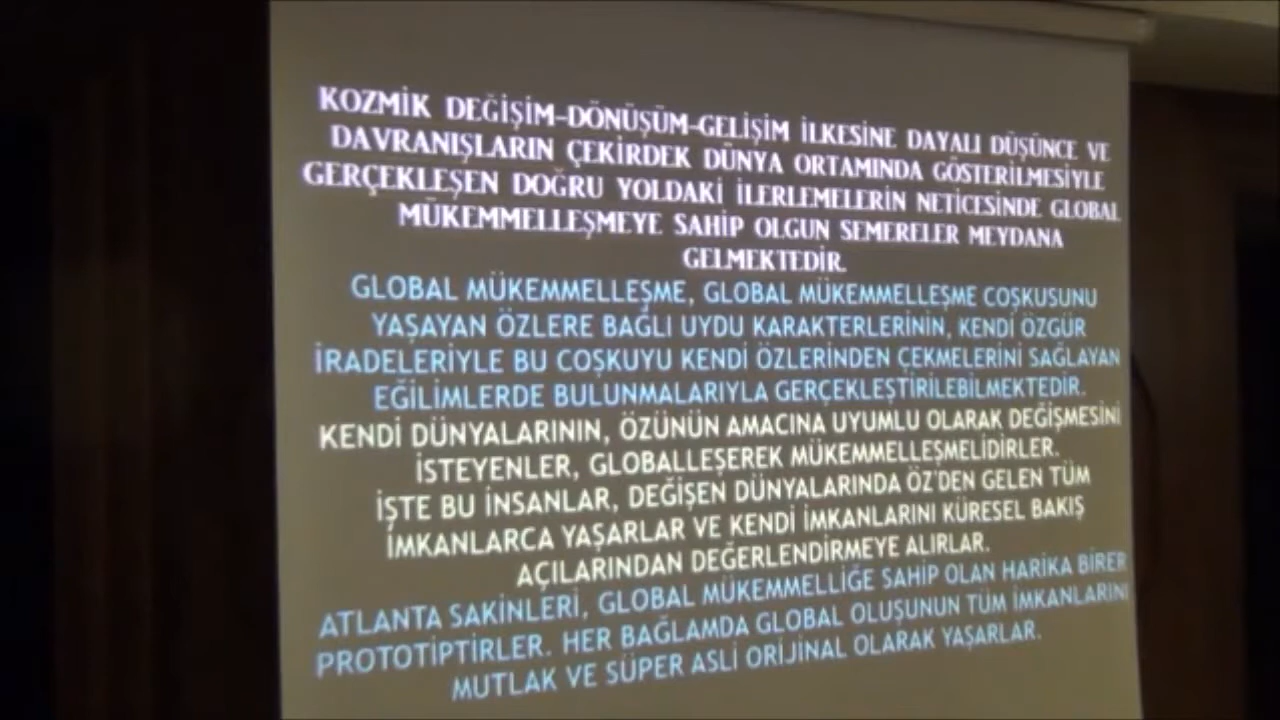 KOZMİK DEĞİŞİM-DÖNÜŞÜM-GELİŞİM İLKESİNE DAYALI DÜŞÜNCE VE
DAVRANIŞLARIN ÇEKİRDEK DÜNYA ORTAMINDA GÖSTERİLMESİYLE
GERÇEKLEŞEN DOĞRU YOLDAKİ İLERLEMELERİN NETİCESİNDE GLOBAL
MÜKEMMELLEŞMEYE SAHİP OLGUN SEMERELER MEYDANA
GELMEKTEDİR.
GLOBAL MÜKEMMELLEŞME, GLOBAL MÜKEMMELLEŞME COŞKUSUNU
YAŞAYAN ÖZLERE BAĞLI UYDU KARAKTERLERİNİN, KENDİ ÖZGÜR
İRADELERİYLE BU COŞKUYU KENDİ ÖZLERİNDEN ÇEKMELERİNİ SAĞLAYAN
EĞİLİMLERDE BULUNMALARIYLA GERÇEKLEŞTİRİLEBİLMEKTEDİR.
KENDİ DÜNYALARININ, ÖZÜNÜN AMACINA UYUMLU OLARAK DEĞİŞMESİNİ
İSTEYENLER, GLOBALLEŞEREK MÜKEMMELLEŞMELİDİRLER.
İŞTE BU İNSANLAR, DEĞİŞEN DÜNYALARINDA ÖZ'DEN GELEN TÜM
İMKANLARCA YAŞARLAR VE KENDİ İMKANLARINI KÜRESEL BAKIŞ
AÇILARINDAN DEĞERLENDİRMEYE ALIRLAR.
ATLANTA SAKİNLERİ, GLOBAL MÜKEMMELLİĞE SAHİP OLAN HARİKA BİRER
PROTOTİPTİRLER. HER BAĞLAMDA GLOBAL OLUŞUNUN TÜM İMKANLARINI
MUTLAK VE SÜPER ASLİ ORİJİNAL OLARAK YAŞARLAR.